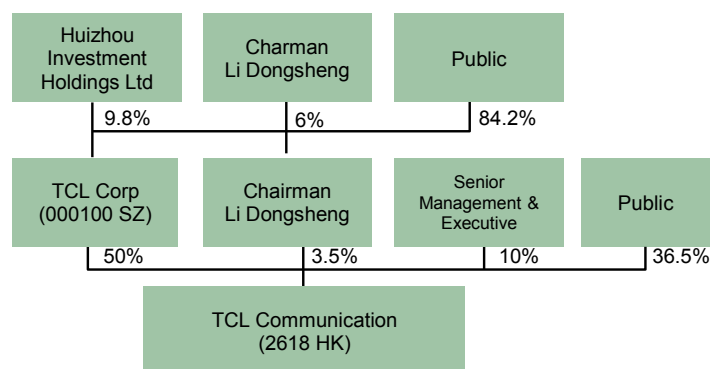 Huizhou
Investment
Holdings Ltd
Charman
Li Dongsheng
Public
9.8%
6%
84.2%
TCL Corp
(000100 SZ)
Chairman
Li Dongsheng
Senior
Management &
Executive
Public
50%
3.5%
10%
36.5%
TCL Communication
(2618 HK)